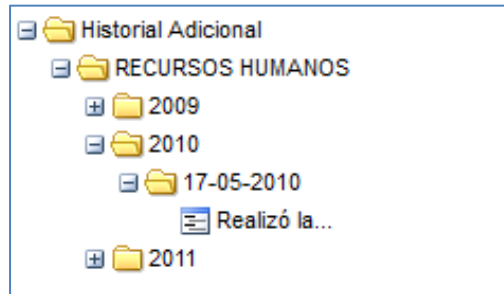 Historial Adicional
RECURSOS HUMANOS
2009
2010
17-05-2010
Realizó la...
2011